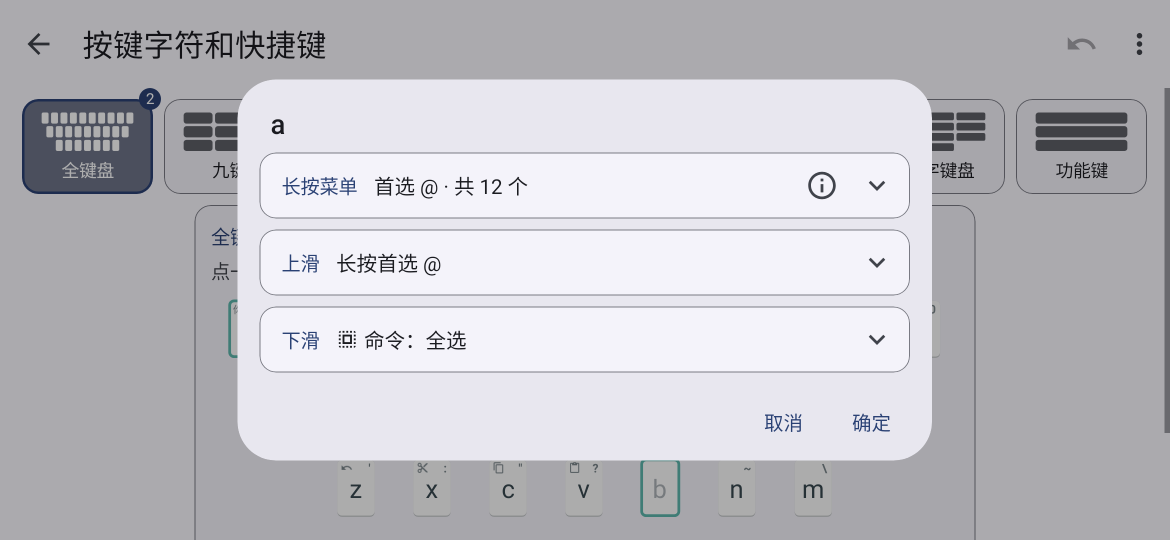 按键字符和快捷键
2
全键盘
九
键盘
功能键
全
点一
a
长按菜单 首选 @ · 共 12 个
上滑 长按首选 @
下滑 命令：全选
取消 确定
' : " ? ~ \
z x c v b n m